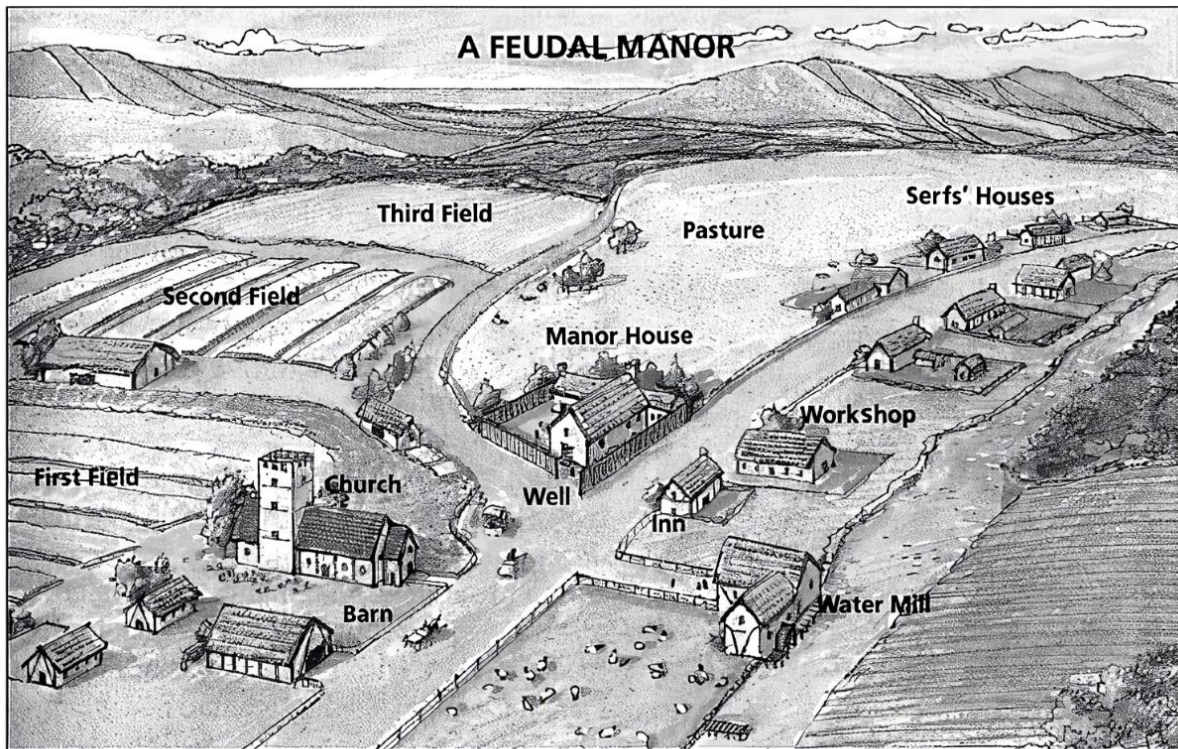 A FEUDAL MANOR
Serfs' Houses
Third Field
Pasture
Second Field
Manor House
Workshop
First Field
Church
Well
Inn
Barn
Water Mill